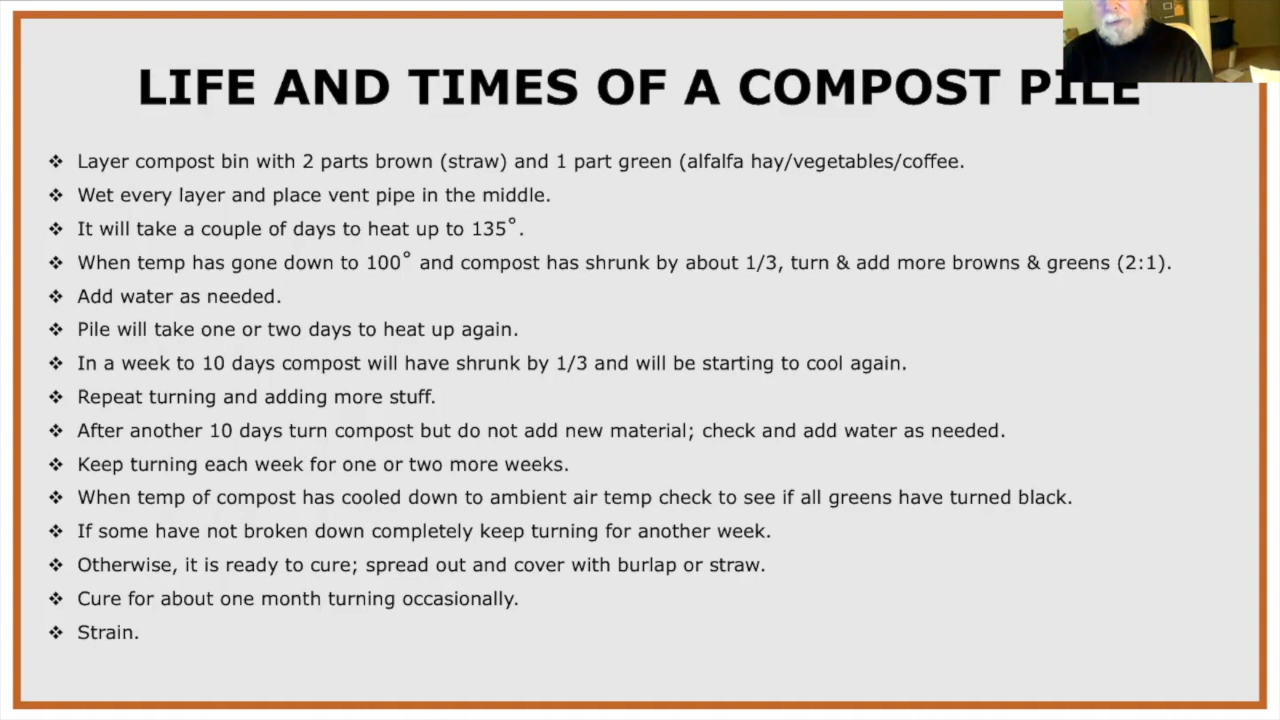 LIFE AND TIMES OF A COMPOST PILE
❖ Layer compost bin with 2 parts brown (straw) and 1 part green (alfalfa hay/vegetables/coffee.
❖ Wet every layer and place vent pipe in the middle.
❖ It will take a couple of days to heat up to 135˚.
❖ When temp has gone down to 100˚ and compost has shrunk by about 1/3, turn & add more browns & greens (2:1).
❖ Add water as needed.
❖ Pile will take one or two days to heat up again.
❖ In a week to 10 days compost will have shrunk by 1/3 and will be starting to cool again.
❖ Repeat turning and adding more stuff.
❖ After another 10 days turn compost but do not add new material; check and add water as needed.
❖ Keep turning each week for one or two more weeks.
❖ When temp of compost has cooled down to ambient air temp check to see if all greens have turned black.
❖ If some have not broken down completely keep turning for another week.
❖ Otherwise, it is ready to cure; spread out and cover with burlap or straw.
❖ Cure for about one month turning occasionally.
❖ Strain.